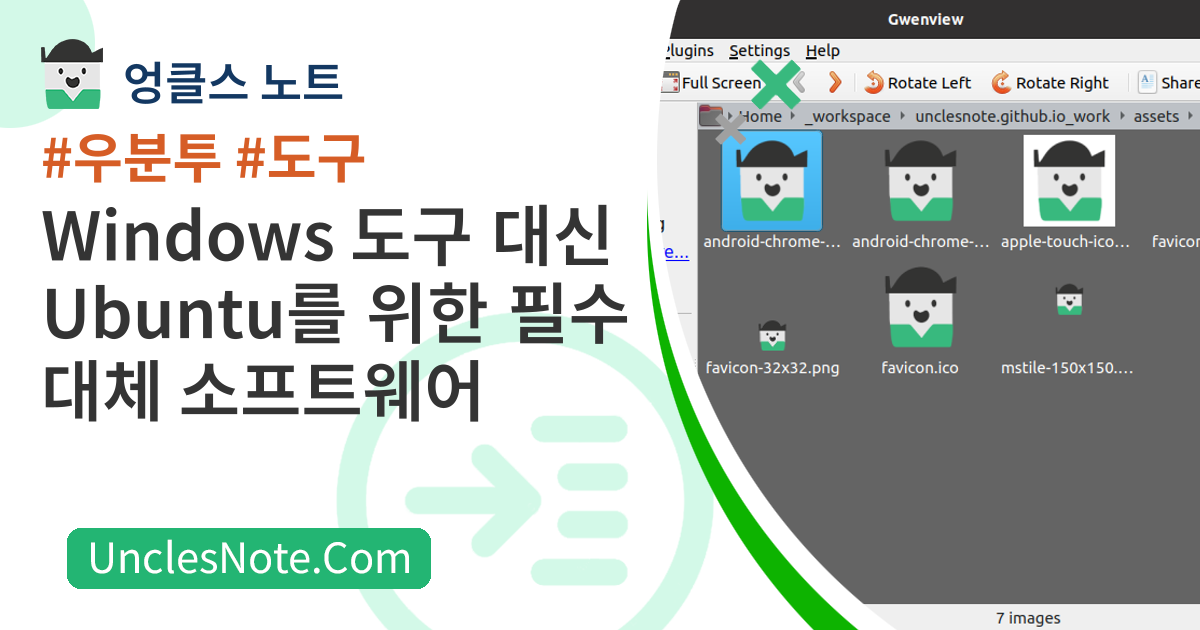 엉클스 노트
#우분투 #도구
Windows 도구 대신
Ubuntu를 위한 필수
대체 소프트웨어
UnclesNote.Com
Gwenview
Plugins Settings Help
Full Screen Rotate Left Rotate Right Share
Home _workspace unclesnote.github.io_work assets
e...
android-chrome-... android-chrome-... apple-touch-ico... favicon
favicon-32x32.png favicon.ico mstile-150x150....
7 images